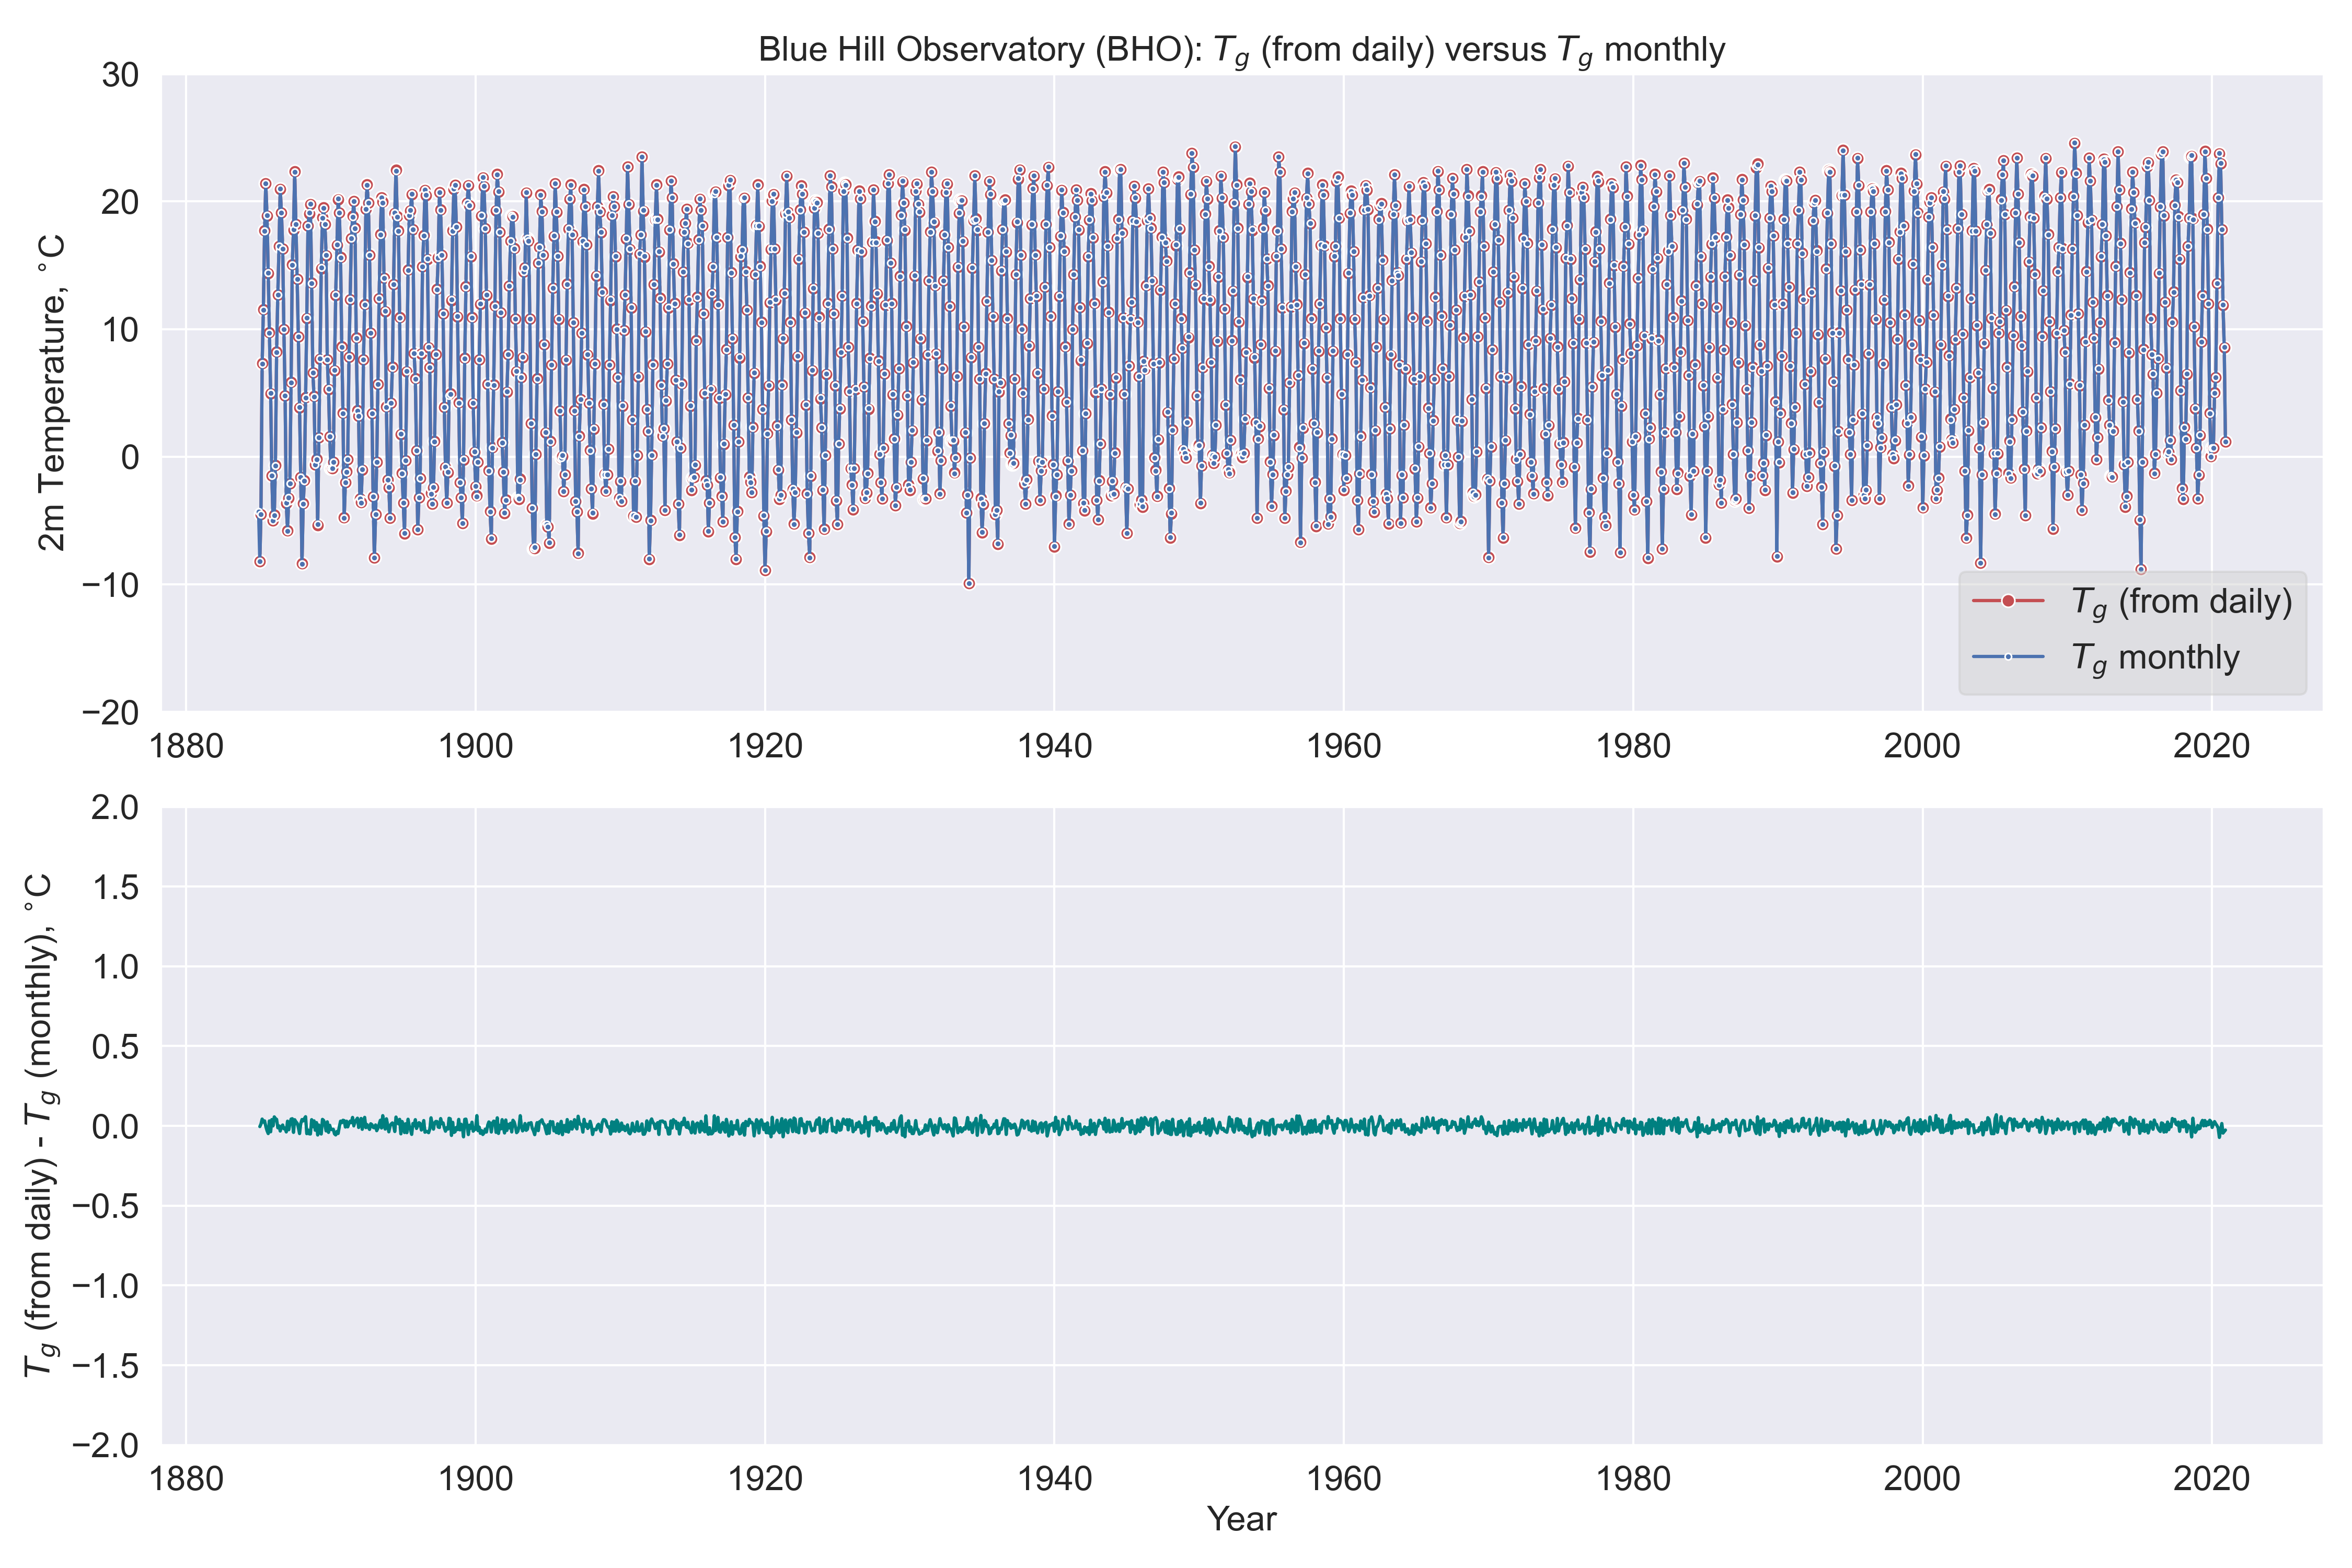 Blue Hill Observatory (BHO): Tg (from daily) versus Tg monthly
30
20
10
0
−10
−20
2m Temperature, °C
Tg (from daily)
Tg monthly
1880 1900 1920 1940 1960 1980 2000 2020
2.0
1.5
1.0
0.5
0.0
−0.5
−1.0
−1.5
−2.0
Tg (from daily) - Tg (monthly), °C
1880 1900 1920 1940 1960 1980 2000 2020
Year